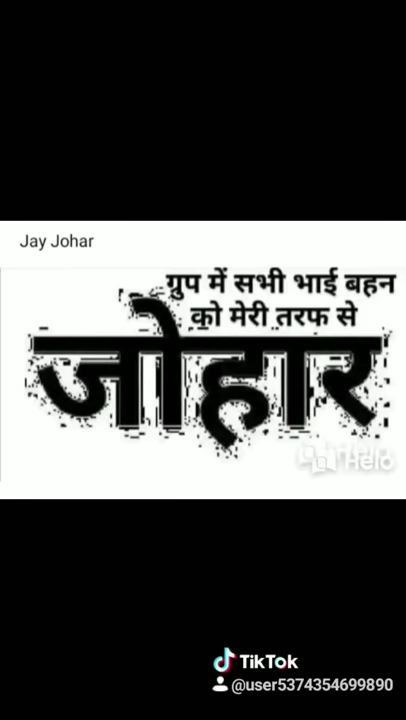 Jay Johar
ग्रुप में सभी भाई बहन
को मेरी तरफ से
जोहार
Helo
TikTok
@user5374354699890